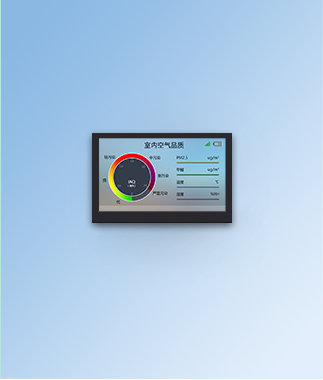 室内空气品质
轻污染
中污染
PM2.5 ug/m³
重污染
甲醛 ug/m³
良
IAQ
温度 ℃
优
严重污染
湿度 %RH